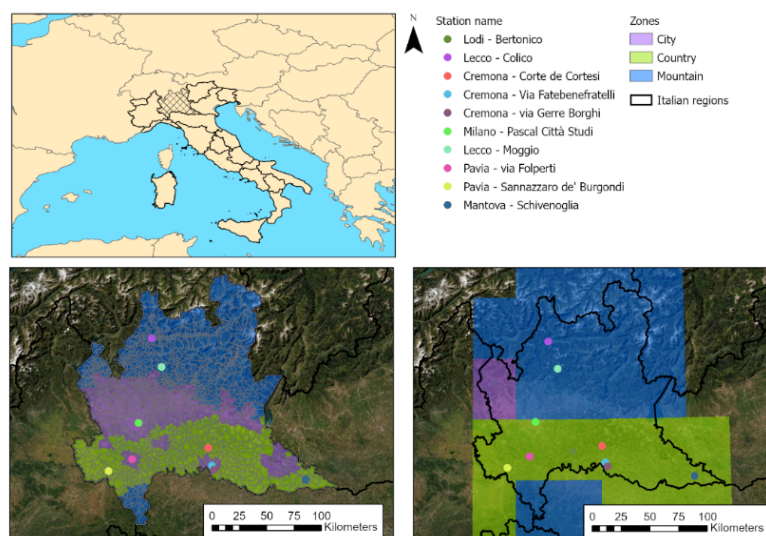 N
Station name
Lodi - Bertonico
Lecco - Colico
Cremona - Corte de Cortesi
Cremona - Via Fatebenefratelli
Cremona - via Gerre Borghi
Milano - Pascal Città Studi
Lecco - Moggio
Pavia - via Folperti
Pavia - Sannazzaro de' Burgondi
Mantova - Schivenoglia
Zones
City
Country
Mountain
Italian regions
0 25 50 75 100
Kilometers
0 25 50 75 100
Kilometers